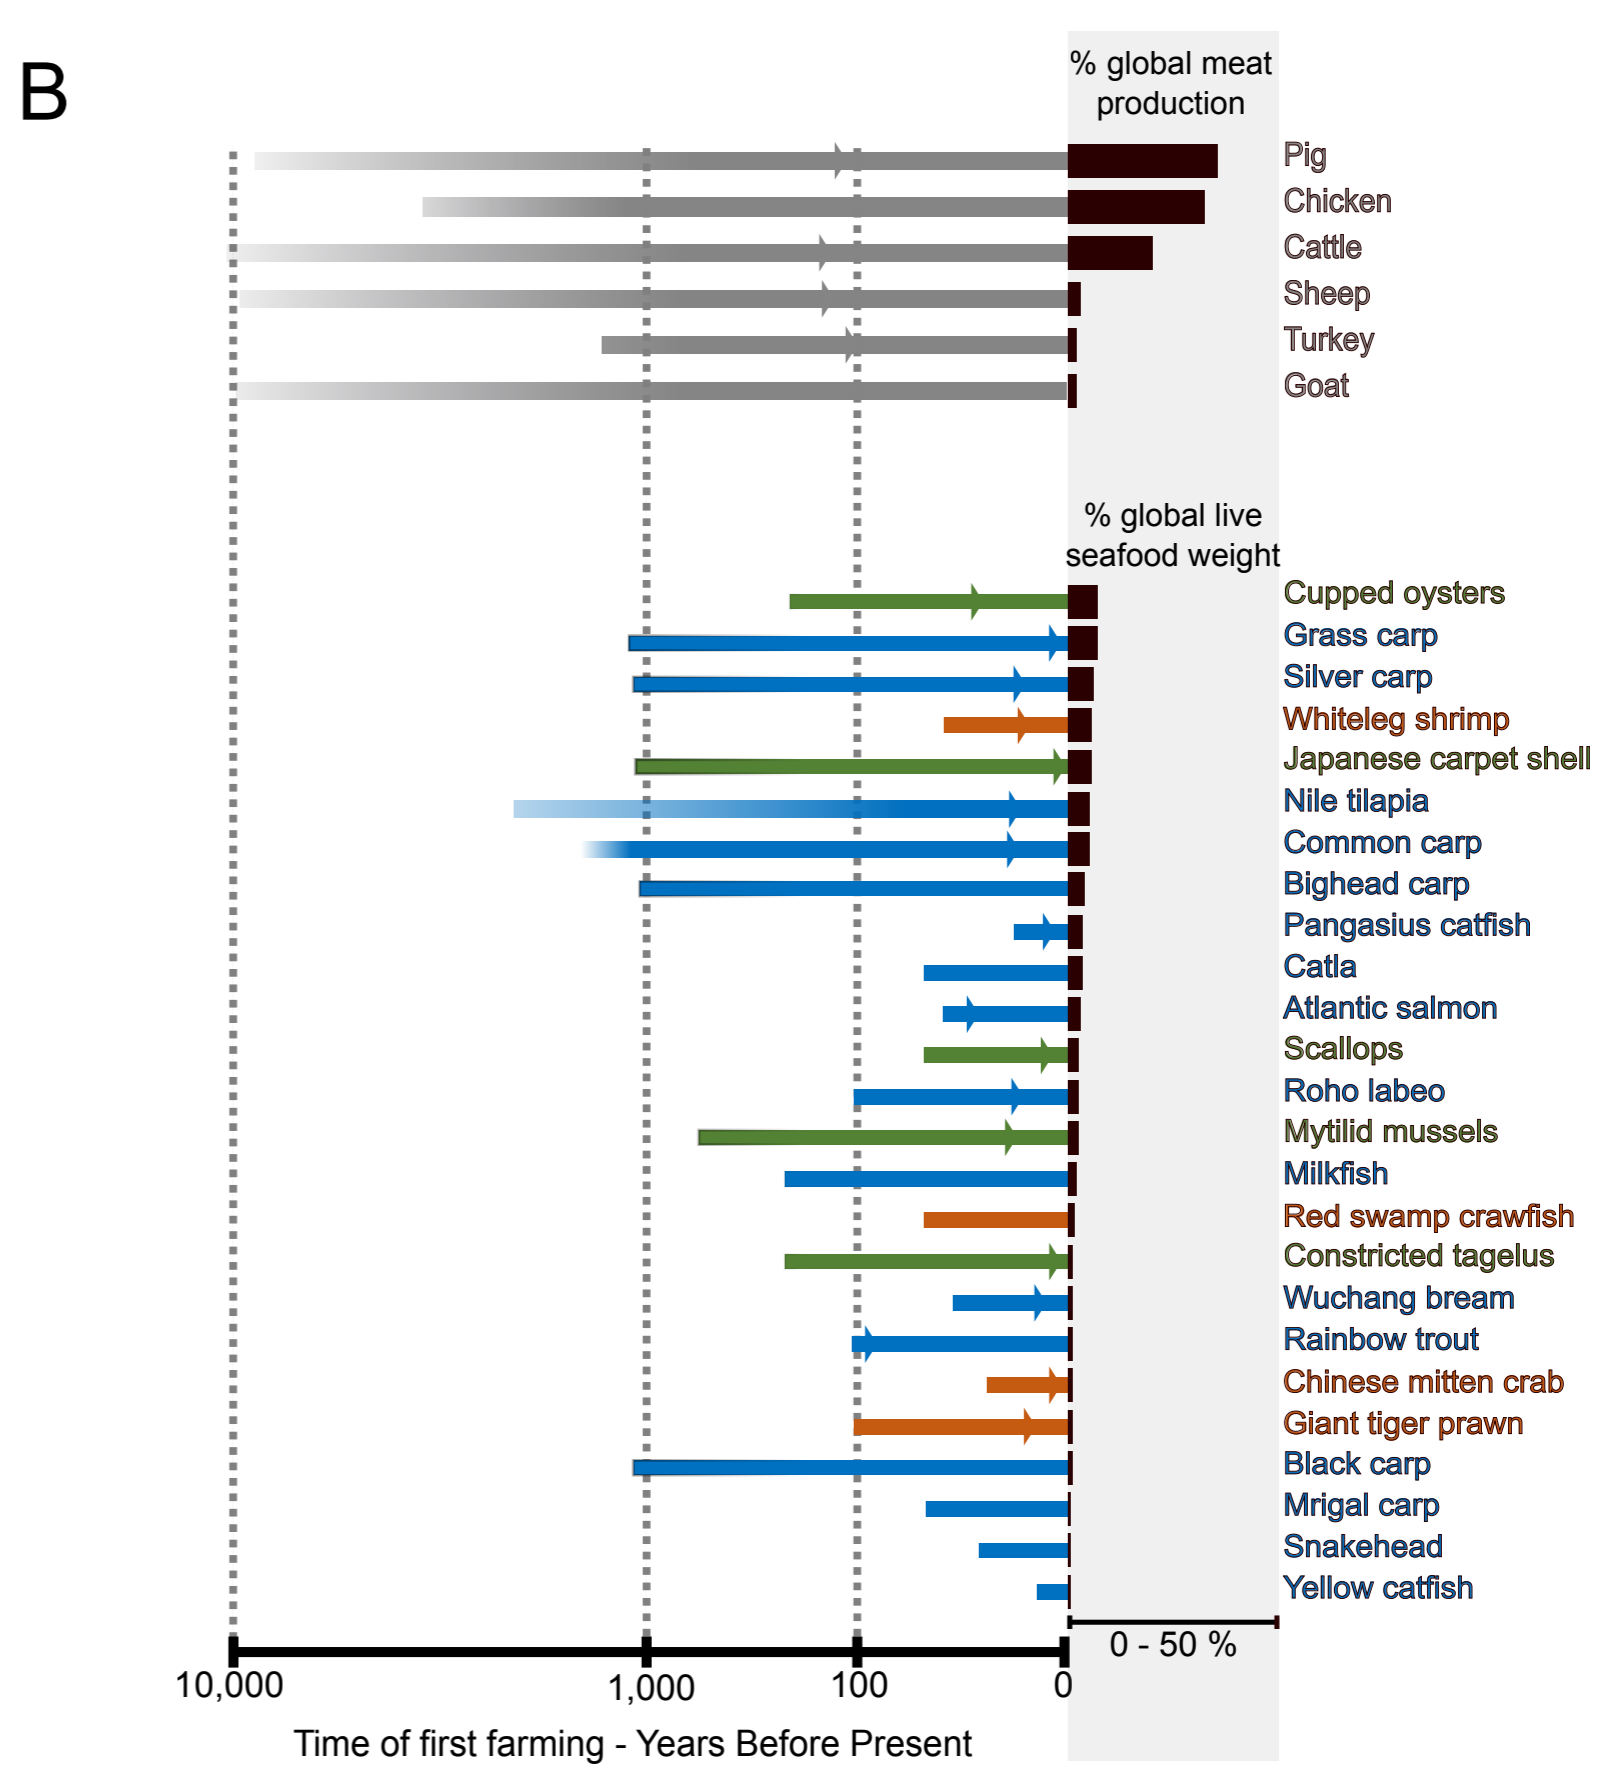 B
% global meat
production
Pig
Chicken
Cattle
Sheep
Turkey
Goat
% global live
seafood weight
Cupped oysters
Grass carp
Silver carp
Whiteleg shrimp
Japanese carpet shell
Nile tilapia
Common carp
Bighead carp
Pangasius catfish
Catla
Atlantic salmon
Scallops
Roho labeo
Mytilid mussels
Milkfish
Red swamp crawfish
Constricted tagelus
Wuchang bream
Rainbow trout
Chinese mitten crab
Giant tiger prawn
Black carp
Mrigal carp
Snakehead
Yellow catfish
0 - 50 %
10,000 1,000 100 0
Time of first farming - Years Before Present